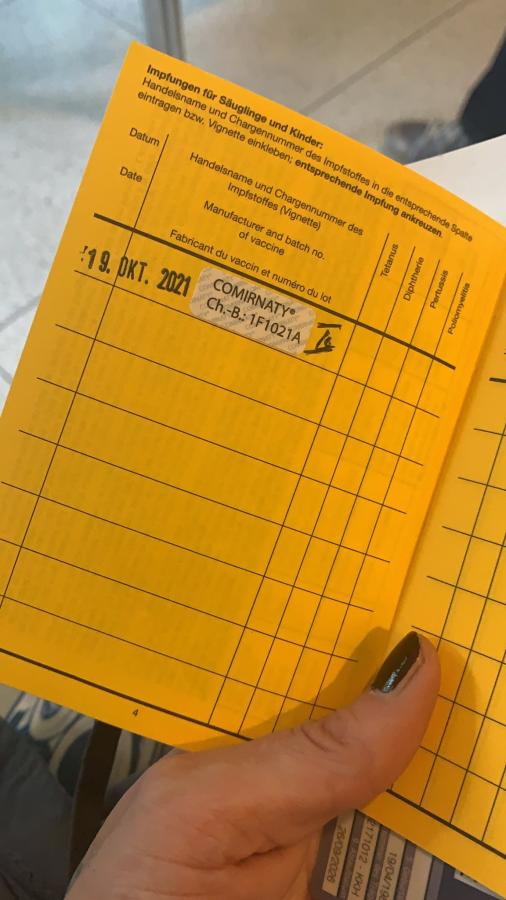 Impfungen für Säuglinge und Kinder:
Handelsname und Chargennummer des Impfstoffes in die entsprechende Spalte
eintragen bzw. Vignette einkleben; entsprechende Impfung ankreuzen.
Datum
Date
Handelsname und Chargennummer des
Impfstoffes (Vignette)
Manufacturer and batch no.
of vaccine
Fabricant du vaccin et numéro du lot
Tetanus
Diphtherie
Pertussis
Poliomyelitis
19. OKT. 2021
COMIRNATY®
Ch.-B.: 1F1021A
4